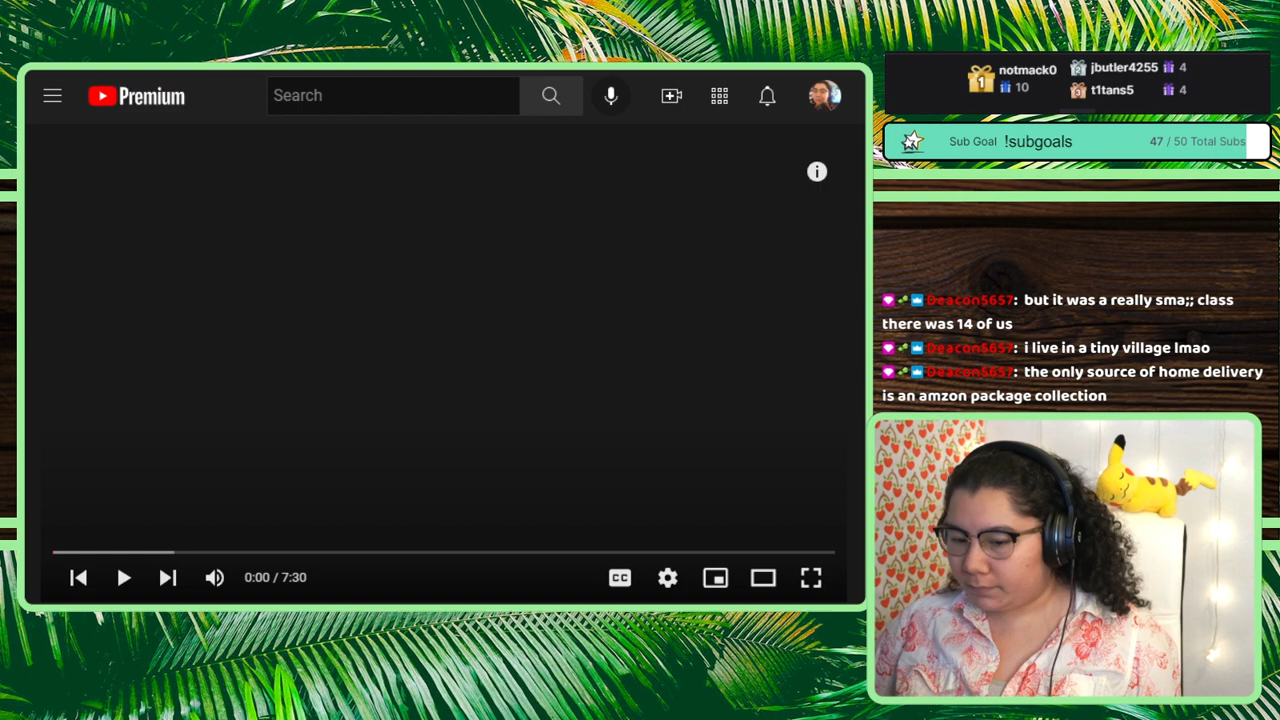 Premium
Search
notmack0
10
jbutler4255 4
t1tans5 4
Sub Goal !subgoals 47 / 50 Total Subs
Deacon5657: but it was a really sma;; class
there was 14 of us
Deacon5657: i live in a tiny village lmao
Deacon5657: the only source of home delivery
is an amzon package collection
CC
0:00 / 7:30